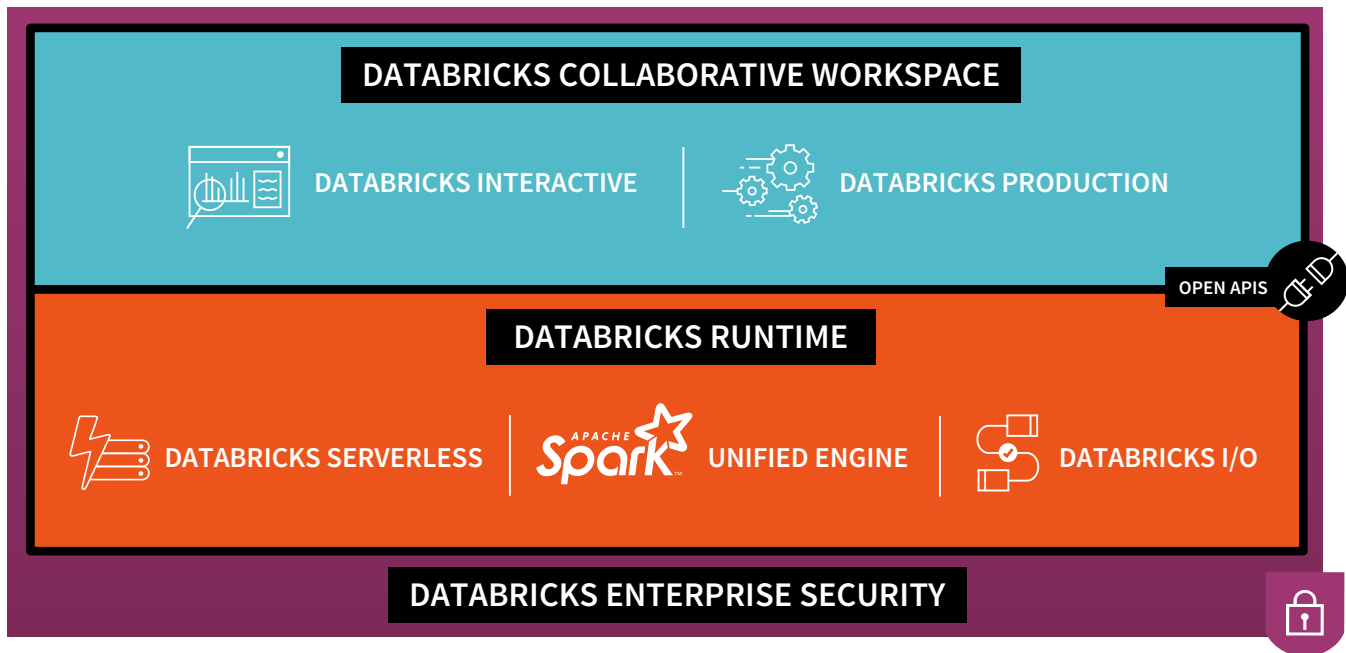 DATABRICKS COLLABORATIVE WORKSPACE
DATABRICKS INTERACTIVE
DATABRICKS PRODUCTION
OPEN APIS
DATABRICKS RUNTIME
DATABRICKS SERVERLESS
APACHE
Spark™
UNIFIED ENGINE
DATABRICKS I/O
DATABRICKS ENTERPRISE SECURITY